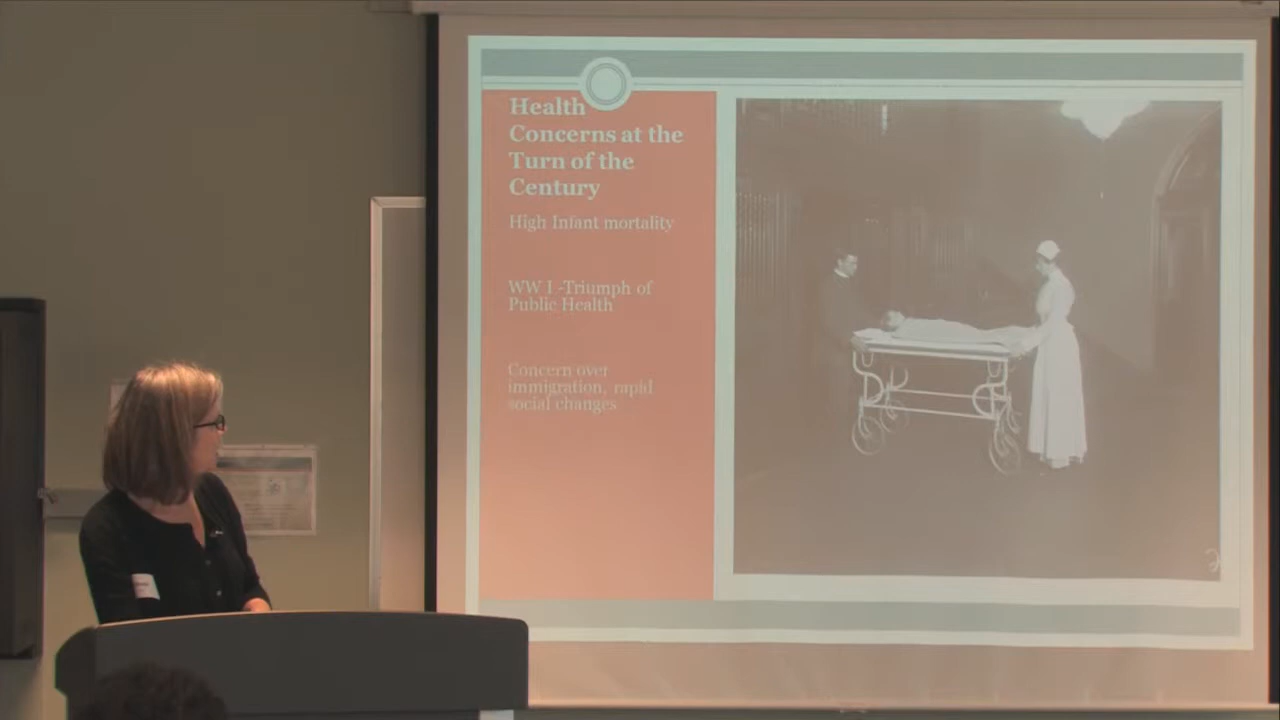 Health
Concerns at the
Turn of the
Century
High Infant mortality
WW I -Triumph of
Public Health
Concern over
immigration, rapid
social changes